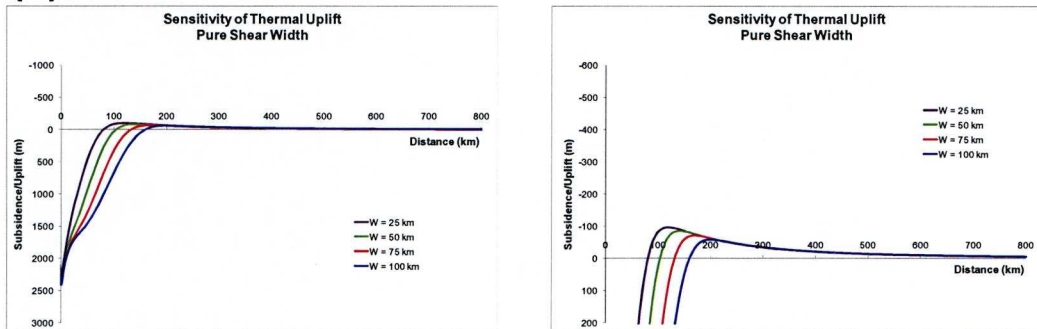 Sensitivity of Thermal Uplift
Pure Shear Width
-1000
-500
0
500
1000
1500
2000
2500
3000
0
100
200
300
400
500
600
700
800
Subsidence/Uplift (m)
Distance (km)
W = 25 km
W = 50 km
W = 75 km
W = 100 km
Sensitivity of Thermal Uplift
Pure Shear Width
-600
-500
-400
-300
-200
-100
0
100
200
0
100
200
300
400
500
600
700
800
Subsidence/Uplift (m)
Distance (km)
W = 25 km
W = 50 km
W = 75 km
W = 100 km